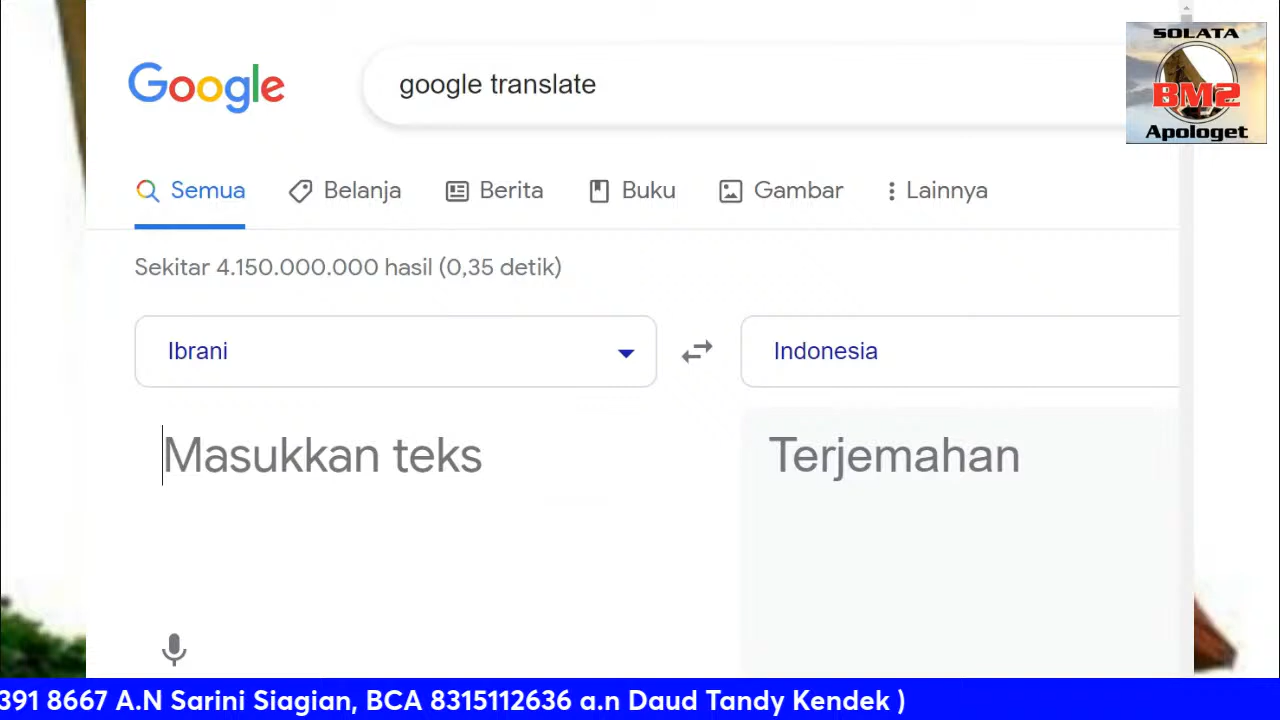 SOLATA
BM2
Apologet
Google
google translate
Semua
Belanja
Berita
Buku
Gambar
Lainnya
Sekitar 4.150.000.000 hasil (0,35 detik)
Ibrani
Indonesia
Masukkan teks
Terjemahan
391 8667 A.N Sarini Siagian, BCA 8315112636 a.n Daud Tandy Kendek )